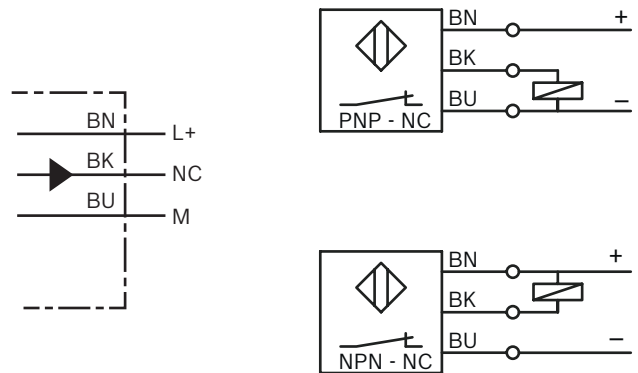 BN L+
BK NC
BU M
BN +
BK
BU −
PNP - NC
BN +
BK
BU −
NPN - NC